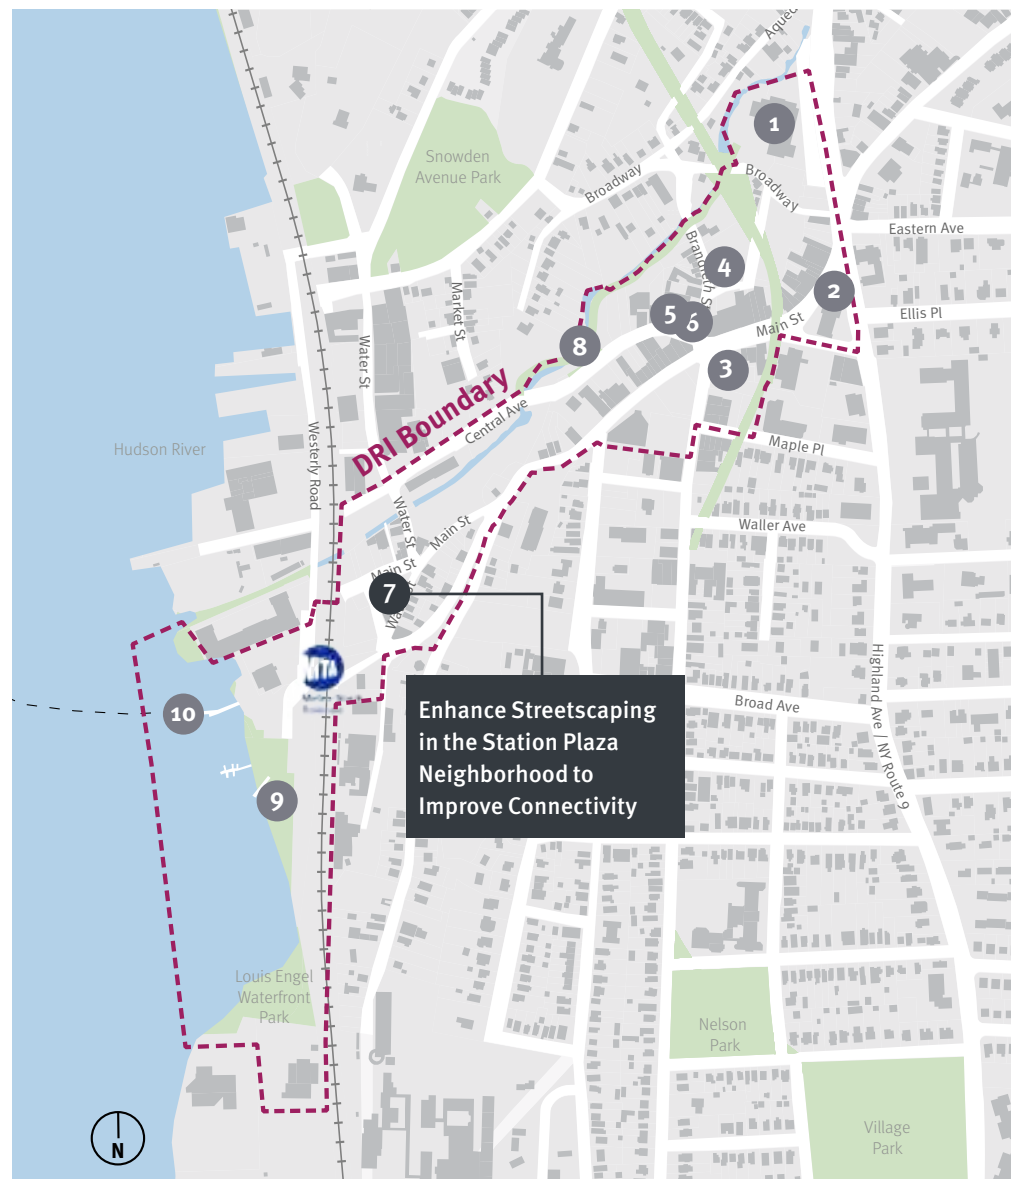 Aqued
1
Snowden
Avenue Park
Broadway
Broadway
Eastern Ave
Brandreth St
4
2
Market St
5
6
Ellis Pl
Main St
Water St
8
3
DRI Boundary
Central Ave
Hudson River
Westerly Road
Maple Pl
Water St
Main St
Waller Ave
Main St
7
MTA
Highland Ave / NY Route 9
10
Broad Ave
Enhance Streetscaping
in the Station Plaza
Neighborhood to
Improve Connectivity
9
Louis Engel
Waterfront
Park
Nelson
Park
Village
Park
N